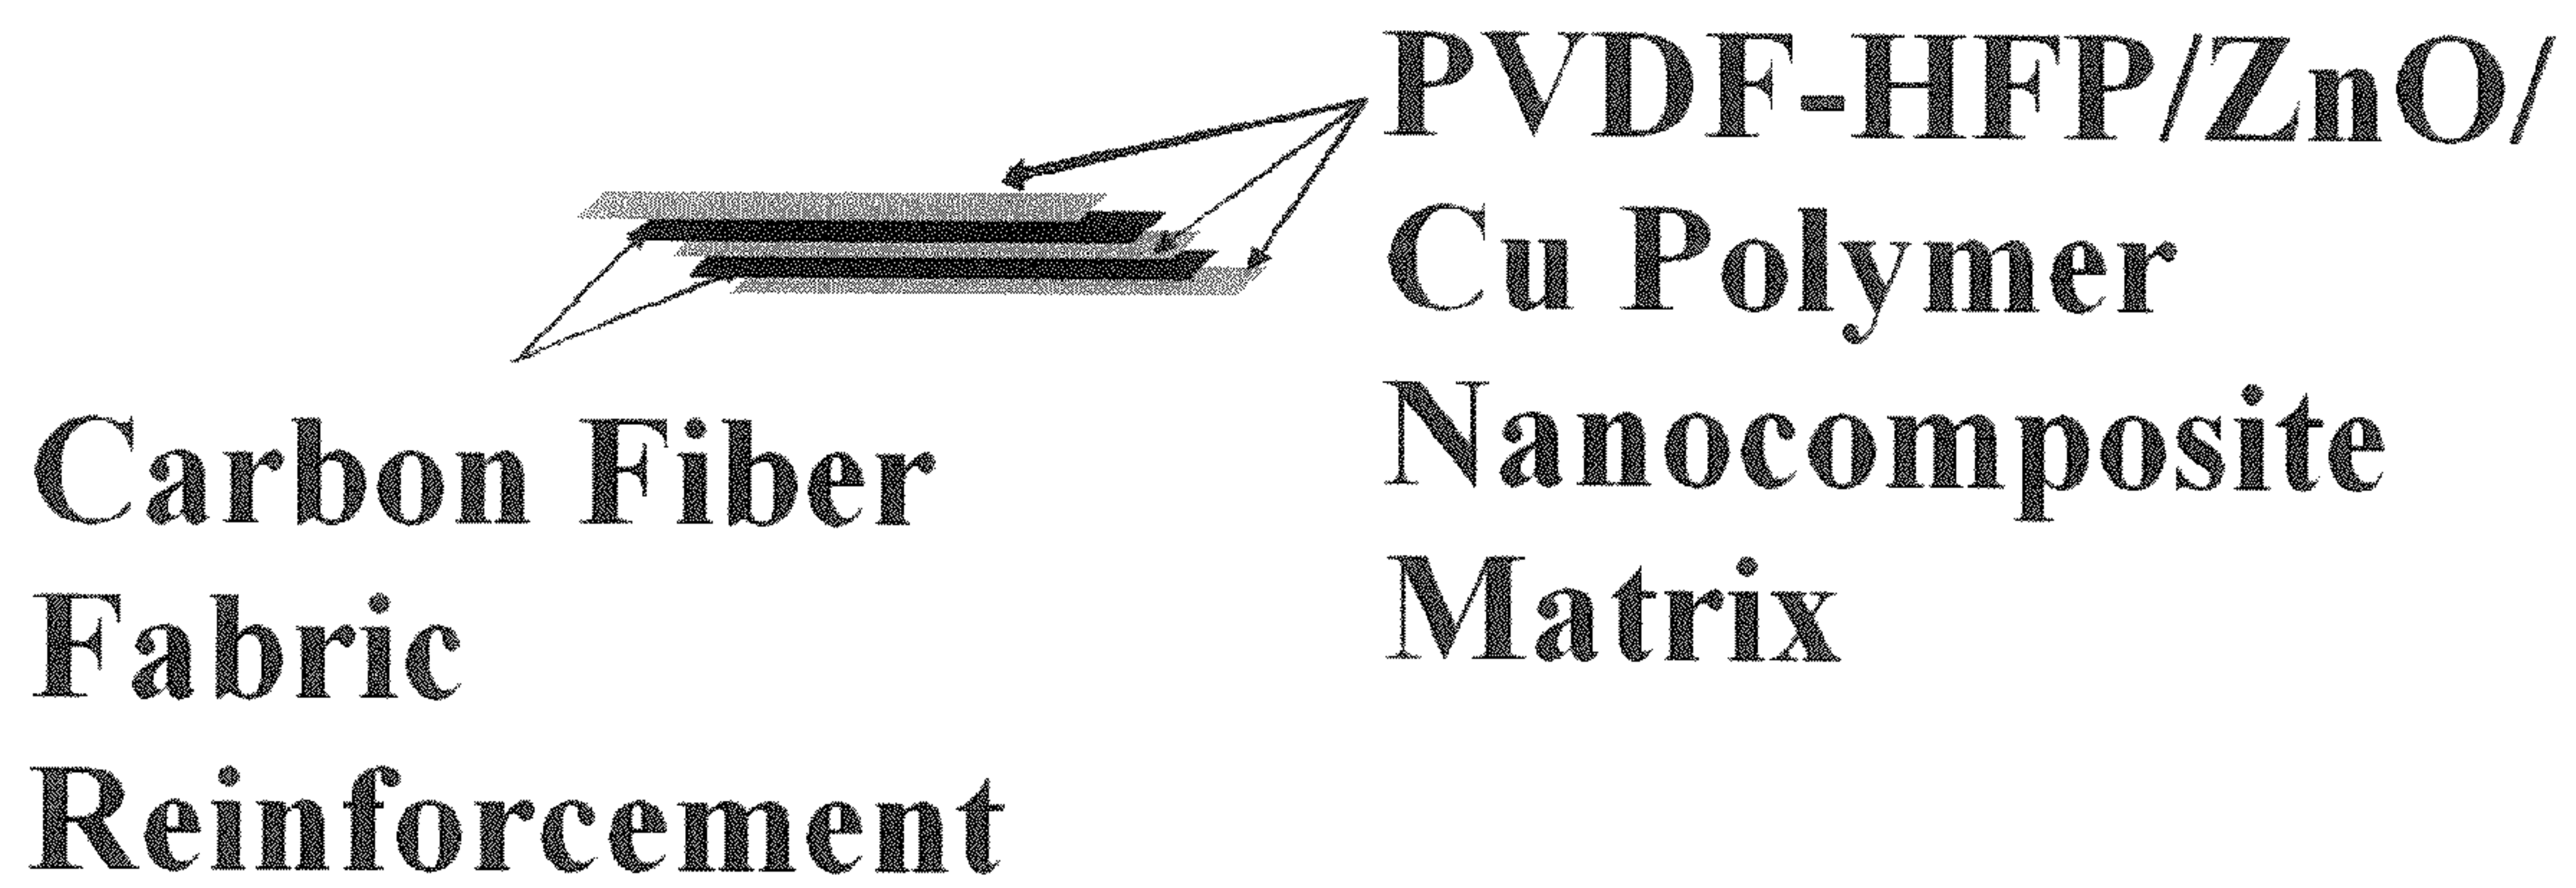 PVDF-HFP/ZnO/
Cu Polymer
Nanocomposite
Matrix
Carbon Fiber
Fabric
Reinforcement